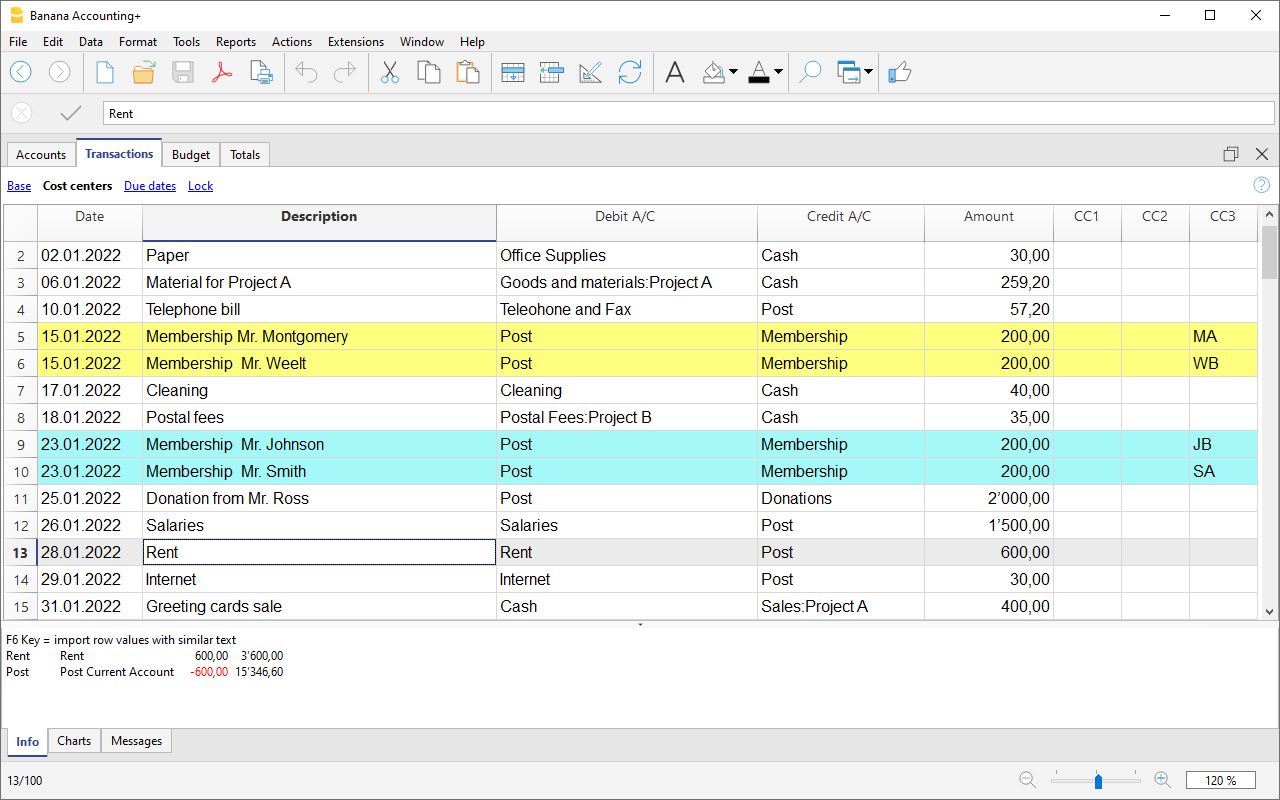 Banana Accounting+
File Edit Data Format Tools Reports Actions Extensions Window Help
Rent
Accounts Transactions Budget Totals
Base Cost centers Due dates Lock
Date Description Debit A/C Credit A/C Amount CC1 CC2 CC3
2 02.01.2022 Paper Office Supplies Cash 30,00
3 06.01.2022 Material for Project A Goods and materials:Project A Cash 259,20
4 10.01.2022 Telephone bill Teleohone and Fax Post 57,20
5 15.01.2022 Membership Mr. Montgomery Post Membership 200,00 MA
6 15.01.2022 Membership  Mr. Weelt Post Membership 200,00 WB
7 17.01.2022 Cleaning Cleaning Cash 40,00
8 18.01.2022 Postal fees Postal Fees:Project B Cash 35,00
9 23.01.2022 Membership  Mr. Johnson Post Membership 200,00 JB
10 23.01.2022 Membership  Mr. Smith Post Membership 200,00 SA
11 25.01.2022 Donation from Mr. Ross Post Donations 2’000,00
12 26.01.2022 Salaries Salaries Post 1’500,00
13 28.01.2022 Rent Rent Post 600,00
14 29.01.2022 Internet Internet Post 30,00
15 31.01.2022 Greeting cards sale Cash Sales:Project A 400,00
F6 Key = import row values with similar text
Rent Rent 600,00 3'600,00
Post Post Current Account -600,00 15'346,60
Info Charts Messages
13/100 120 %